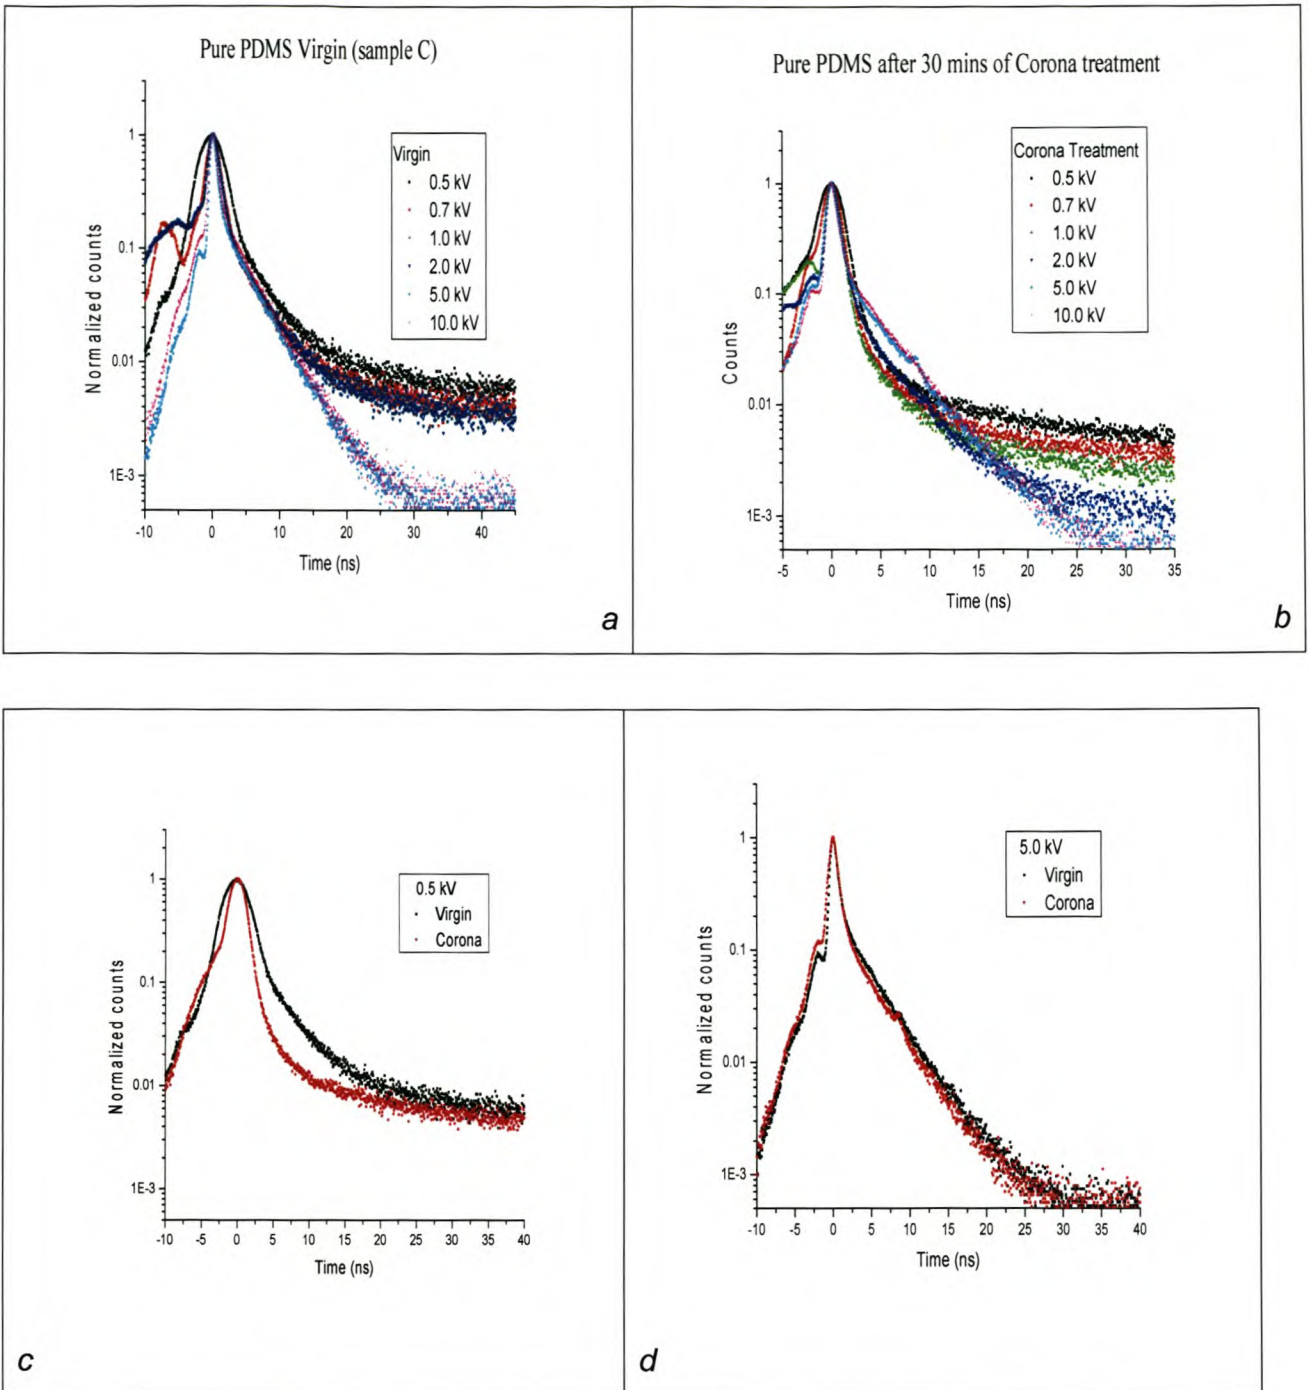 Pure PDMS Virgin (sample C)
Normalized counts
1
0.1
0.01
1E-3
-10 0 10 20 30 40
Time (ns)
Virgin
0.5 kV
0.7 kV
1.0 kV
2.0 kV
5.0 kV
10.0 kV
a
Pure PDMS after 30 mins of Corona treatment
Counts
1
0.1
0.01
1E-3
-5 0 5 10 15 20 25 30 35
Time (ns)
Corona Treatment
0.5 kV
0.7 kV
1.0 kV
2.0 kV
5.0 kV
10.0 kV
b
Normalized counts
1
0.1
0.01
1E-3
-10 -5 0 5 10 15 20 25 30 35 40
Time (ns)
0.5 kV
Virgin
Corona
c
Normalized counts
1
0.1
0.01
1E-3
-10 -5 0 5 10 15 20 25 30 35 40
Time (ns)
5.0 kV
Virgin
Corona
d